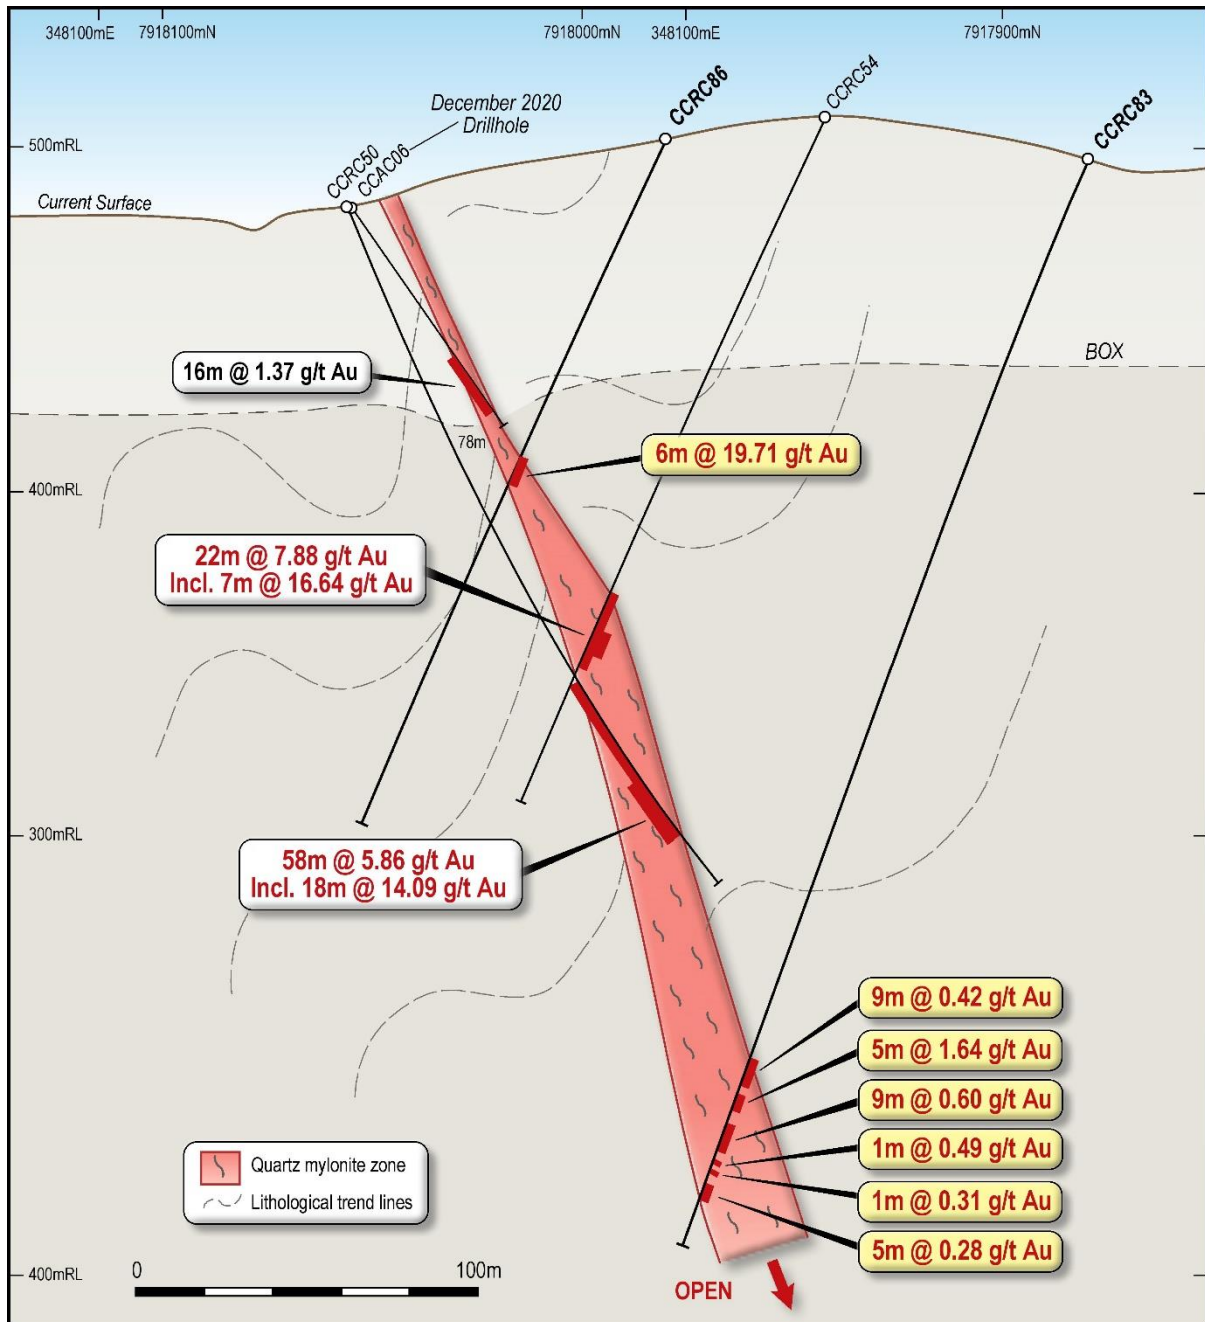 348100mE
7918100mN
7918000mN
348100mE
7917900mN
December 2020
Drillhole
CCRC50
CCAC06
CCRC86
CCRC54
CCRC83
500mRL
Current Surface
BOX
16m @ 1.37 g/t Au
78m
6m @ 19.71 g/t Au
400mRL
22m @ 7.88 g/t Au
Incl. 7m @ 16.64 g/t Au
300mRL
58m @ 5.86 g/t Au
Incl. 18m @ 14.09 g/t Au
9m @ 0.42 g/t Au
5m @ 1.64 g/t Au
9m @ 0.60 g/t Au
1m @ 0.49 g/t Au
1m @ 0.31 g/t Au
5m @ 0.28 g/t Au
Quartz mylonite zone
Lithological trend lines
400mRL
0
100m
OPEN